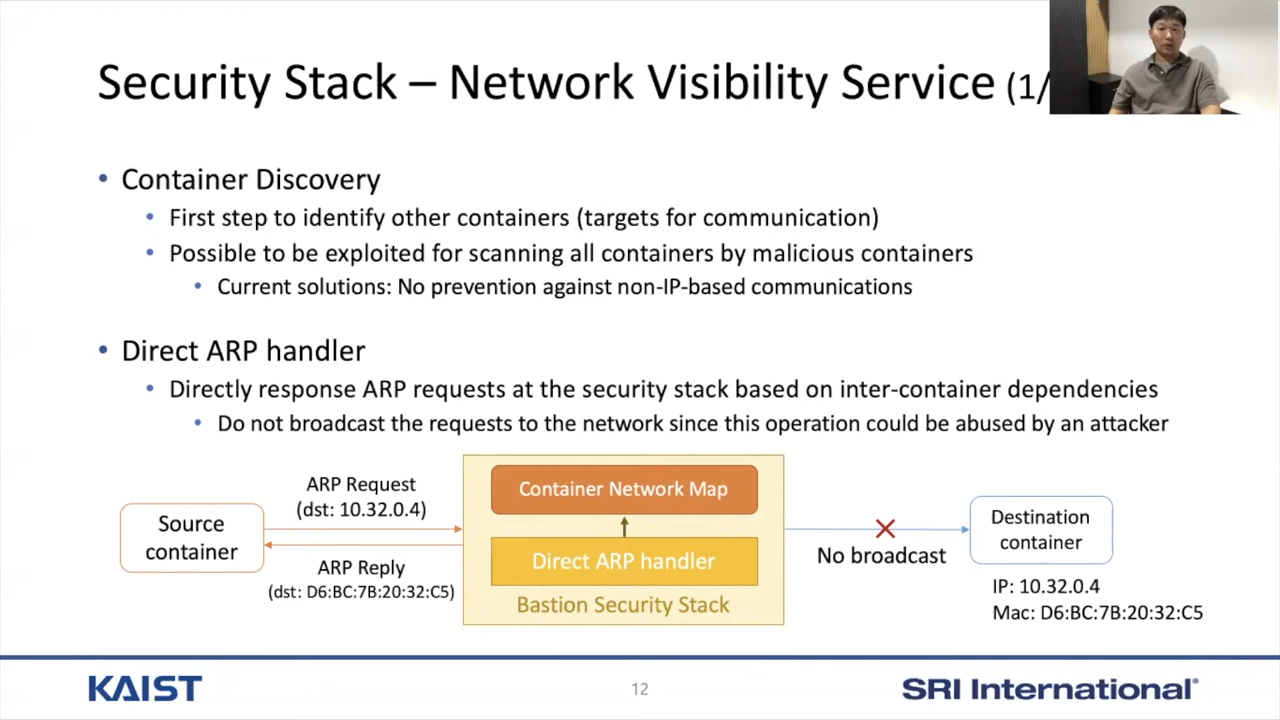 Security Stack – Network Visibility Service (1/
• Container Discovery
• First step to identify other containers (targets for communication)
• Possible to be exploited for scanning all containers by malicious containers
• Current solutions: No prevention against non-IP-based communications
• Direct ARP handler
• Directly response ARP requests at the security stack based on inter-container dependencies
• Do not broadcast the requests to the network since this operation could be abused by an attacker
Source
container
ARP Request
(dst: 10.32.0.4)
ARP Reply
(dst: D6:BC:7B:20:32:C5)
Container Network Map
Direct ARP handler
Bastion Security Stack
No broadcast
Destination
container
IP: 10.32.0.4
Mac: D6:BC:7B:20:32:C5
KAIST
12
SRI International®